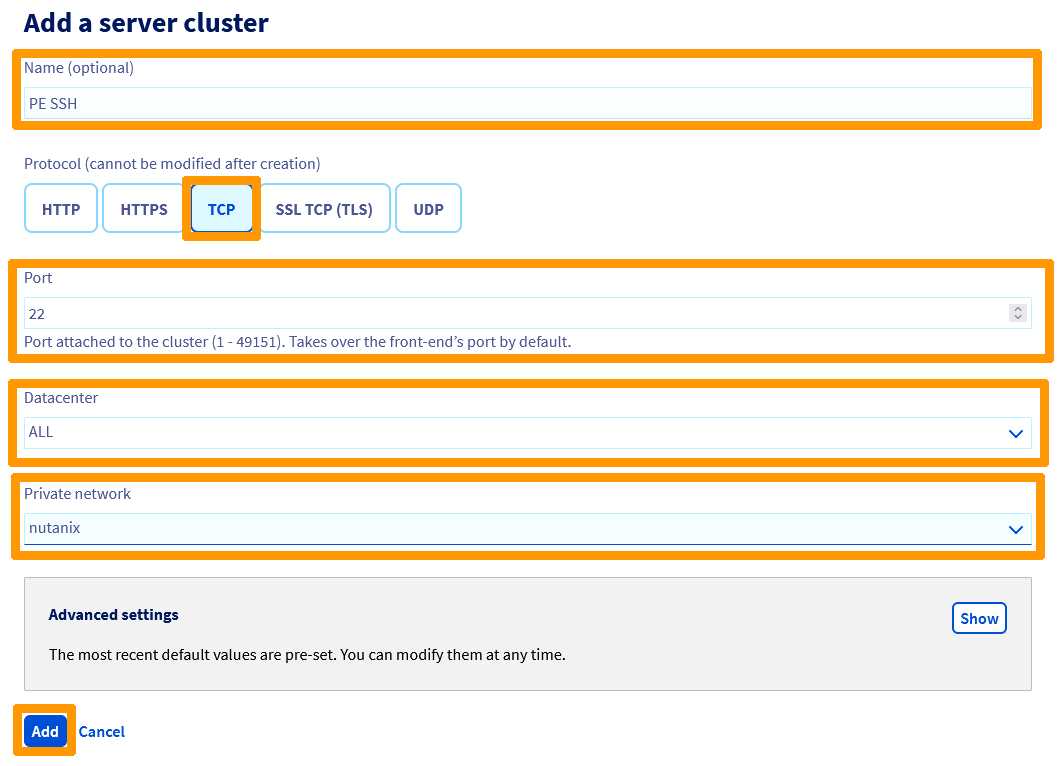 Add a server cluster
Name (optional)
PE SSH
Protocol (cannot be modified after creation)
HTTP HTTPS TCP SSL TCP (TLS) UDP
Port
22
Port attached to the cluster (1 - 49151). Takes over the front-end’s port by default.
Datacenter
ALL
Private network
nutanix
Advanced settings
Show
The most recent default values are pre-set. You can modify them at any time.
Add Cancel